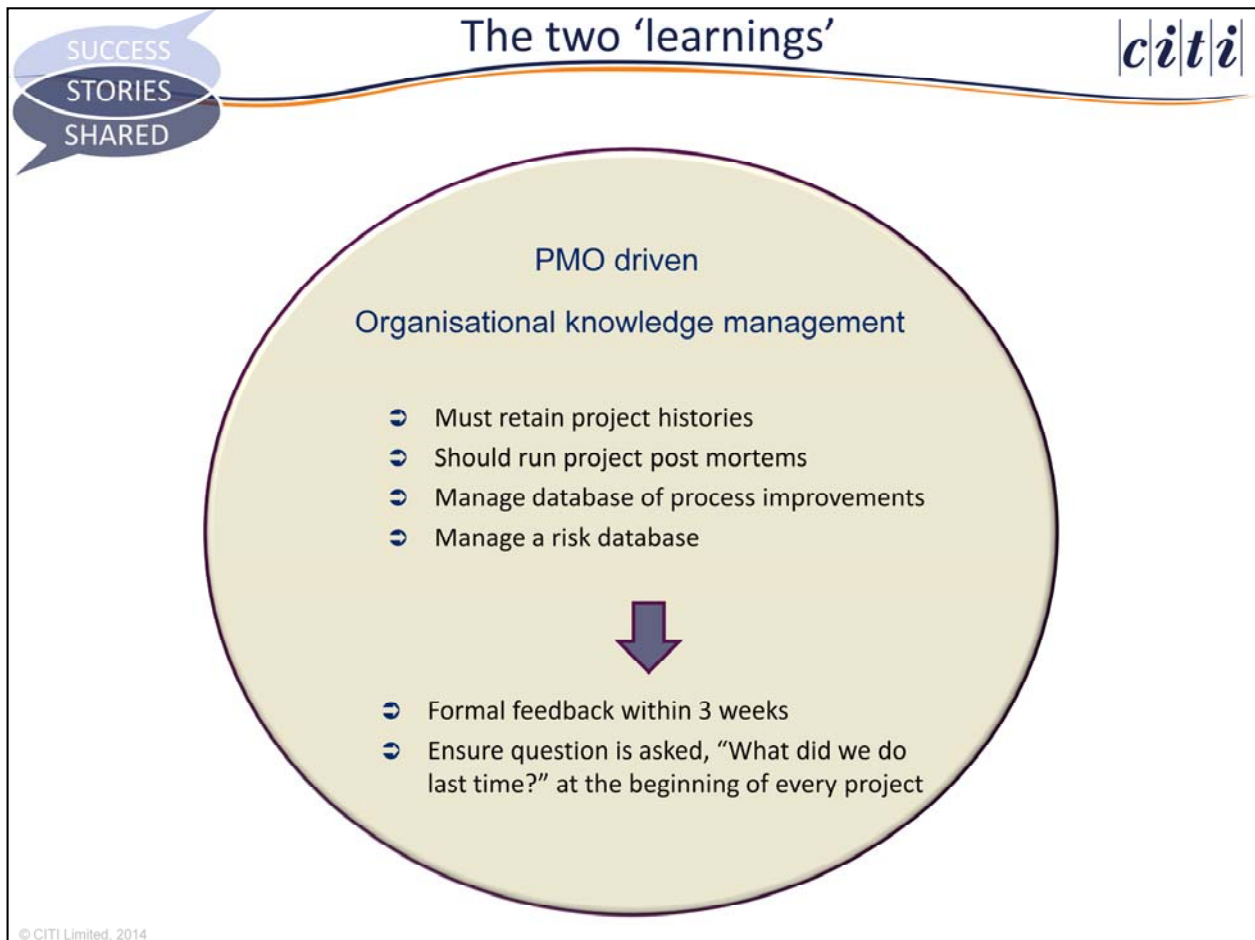 SUCCESS
STORIES
SHARED
The two ‘learnings’
citi
PMO driven
Organisational knowledge management
Must retain project histories
Should run project post mortems
Manage database of process improvements
Manage a risk database
Formal feedback within 3 weeks
Ensure question is asked, “What did we do
last time?” at the beginning of every project
© CITI Limited, 2014